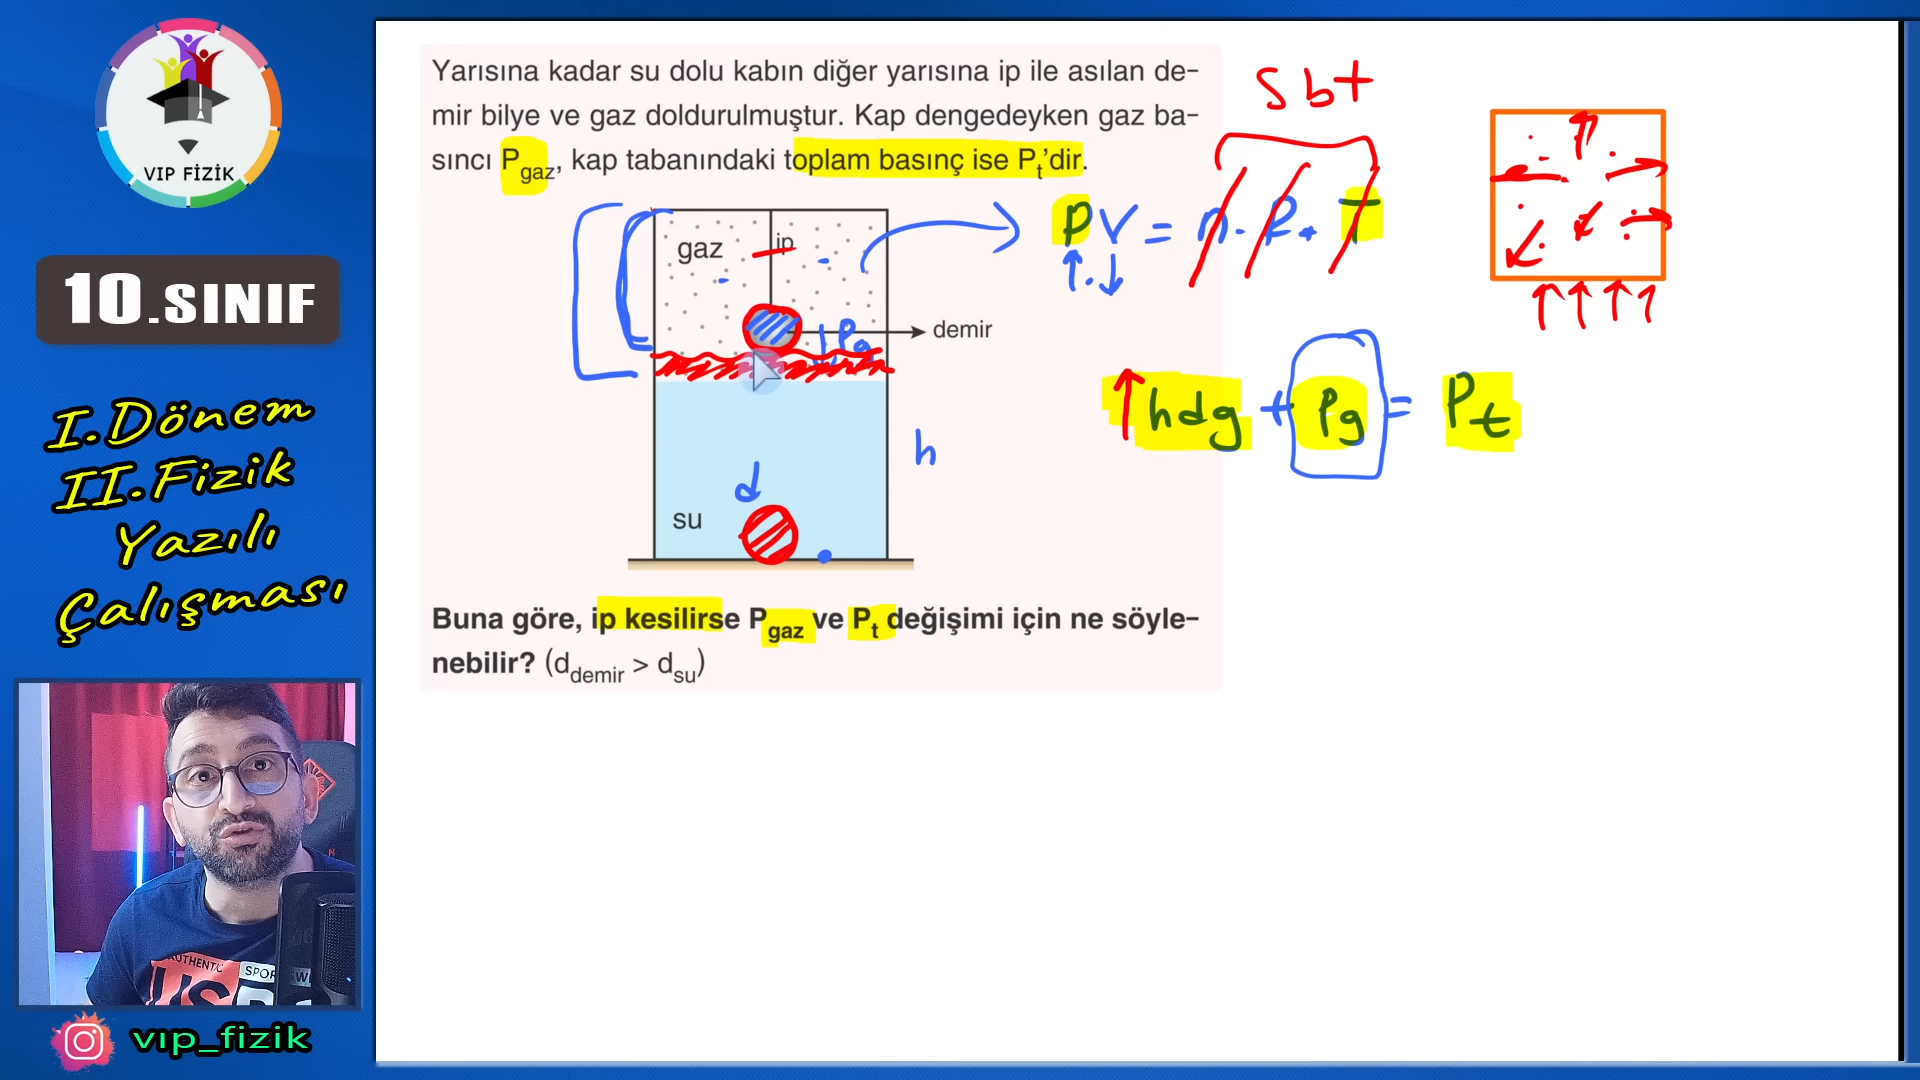 VIP FİZİK
10.SINIF
I.Dönem
II.Fizik
Yazılı
Çalışması
vıp_fizik
Yarısına kadar su dolu kabın diğer yarısına ip ile asılan de-
mir bilye ve gaz doldurulmuştur. Kap dengedeyken gaz ba-
sıncı Pgaz, kap tabanındaki toplam basınç ise Pt'dir.
gaz
ip
demir
Pg
h
d
su
Buna göre, ip kesilirse Pgaz ve Pt değişimi için ne söyle-
nebilir? (ddemir > dsu)
Sbt
PV = n.R.T
hdg + Pg = Pt
AUTHENTIC
SPOR